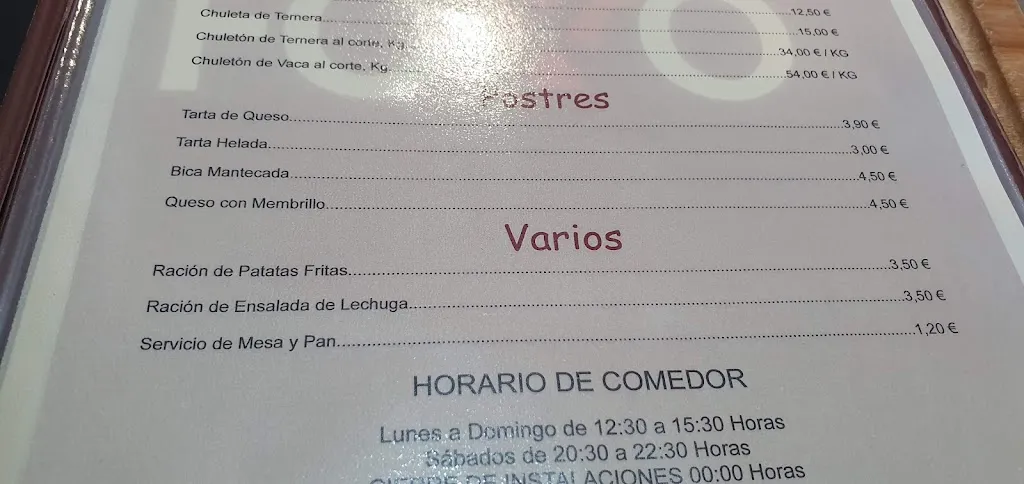 12,50 €
Chuleta de Ternera 15,00 €
Chuletón de Ternera al corte, Kg. 34,00 € / KG
Chuletón de Vaca al corte, Kg. 54,00 € / KG
Postres
Tarta de Queso 3,90 €
Tarta Helada 3,00 €
Bica Mantecada 4,50 €
Queso con Membrillo 4,50 €
Varios
Ración de Patatas Fritas 3,50 €
Ración de Ensalada de Lechuga 3,50 €
Servicio de Mesa y Pan 1,20 €
HORARIO DE COMEDOR
Lunes a Domingo de 12:30 a 15:30 Horas
Sábados de 20:30 a 22:30 Horas
CIERRE DE INSTALACIONES 00:00 Horas